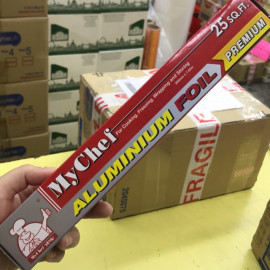 MyChef
For Cooking, Freezing, Wrapping and Storing
ALUMINIUM FOIL
25 SQ.FT.
PREMIUM
FRAGILE